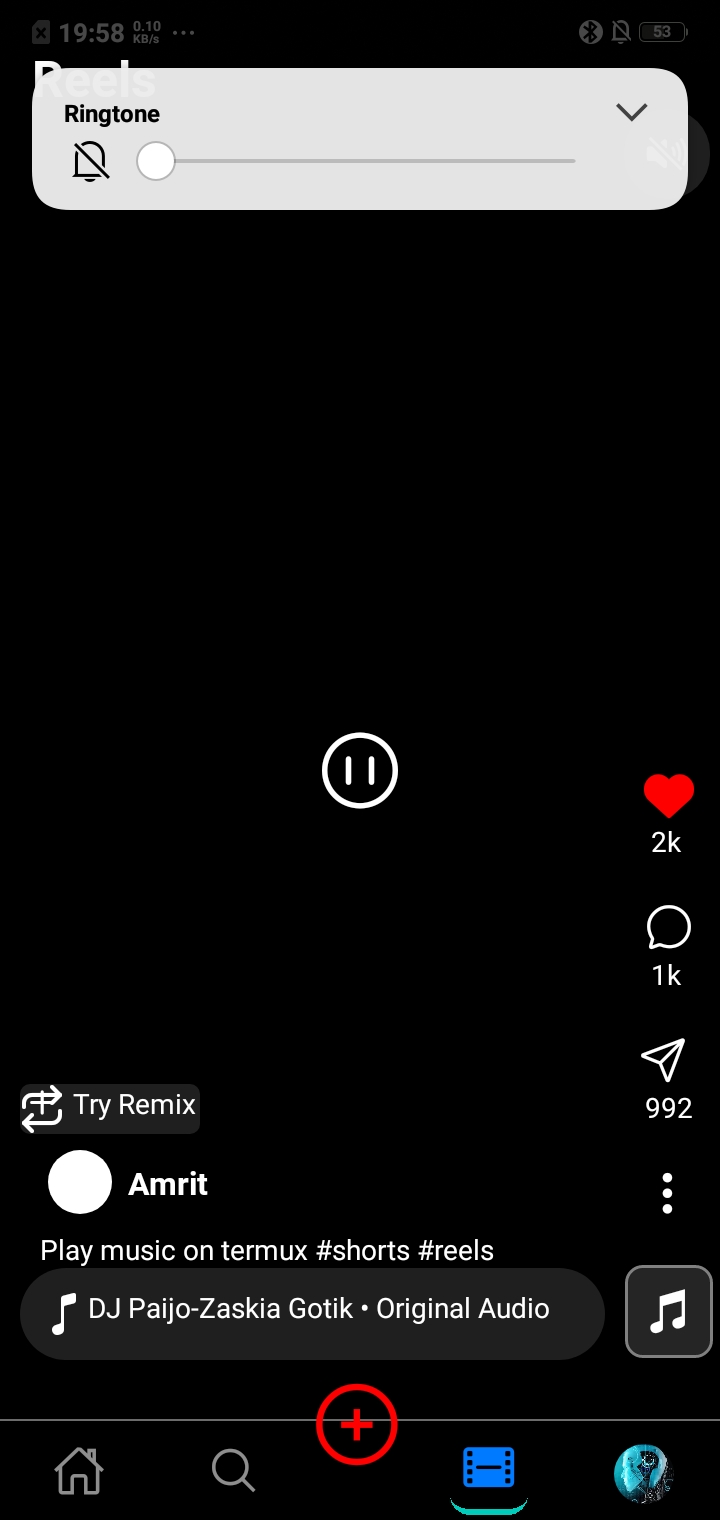 19:58 0.10 KB/s ...
53
Reels
Ringtone
2k
1k
992
Try Remix
Amrit
Play music on termux #shorts #reels
DJ Paijo-Zaskia Gotik • Original Audio